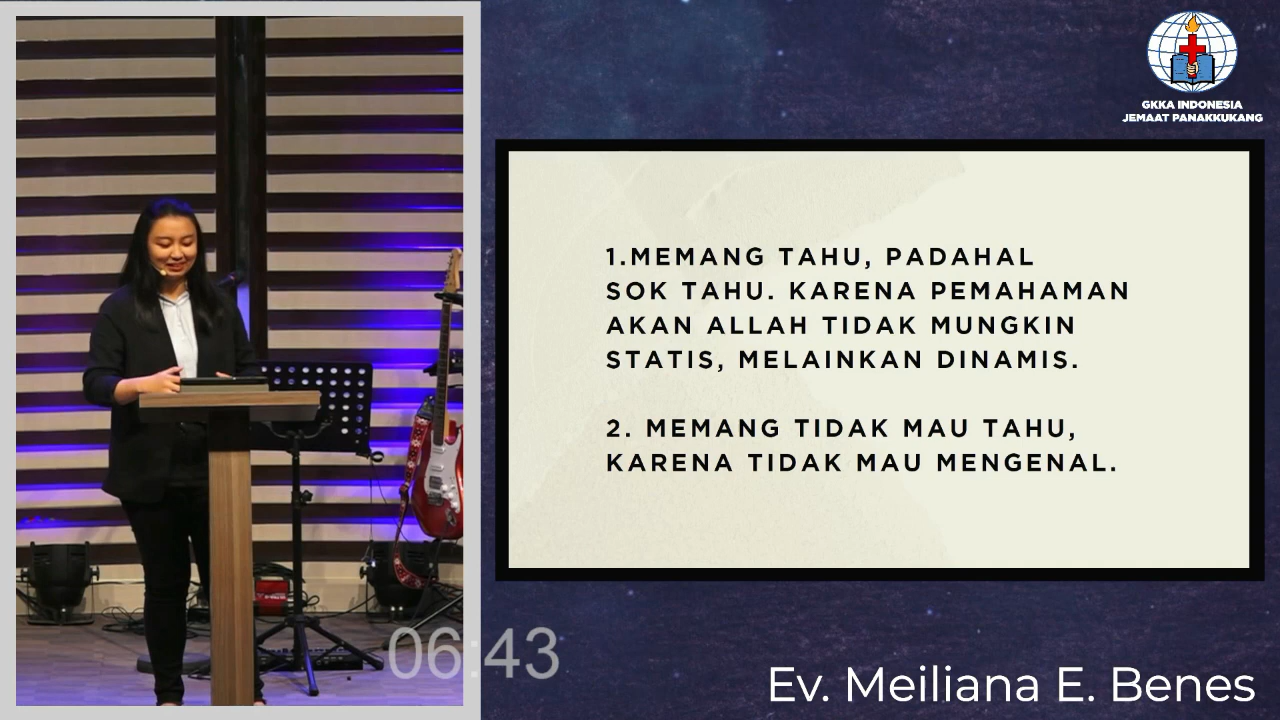 GKKA INDONESIA
JEMAAT PANAKKUKANG
1.MEMANG TAHU, PADAHAL
SOK TAHU. KARENA PEMAHAMAN
AKAN ALLAH TIDAK MUNGKIN
STATIS, MELAINKAN DINAMIS.
2. MEMANG TIDAK MAU TAHU,
KARENA TIDAK MAU MENGENAL.
06:43
Ev. Meiliana E. Benes